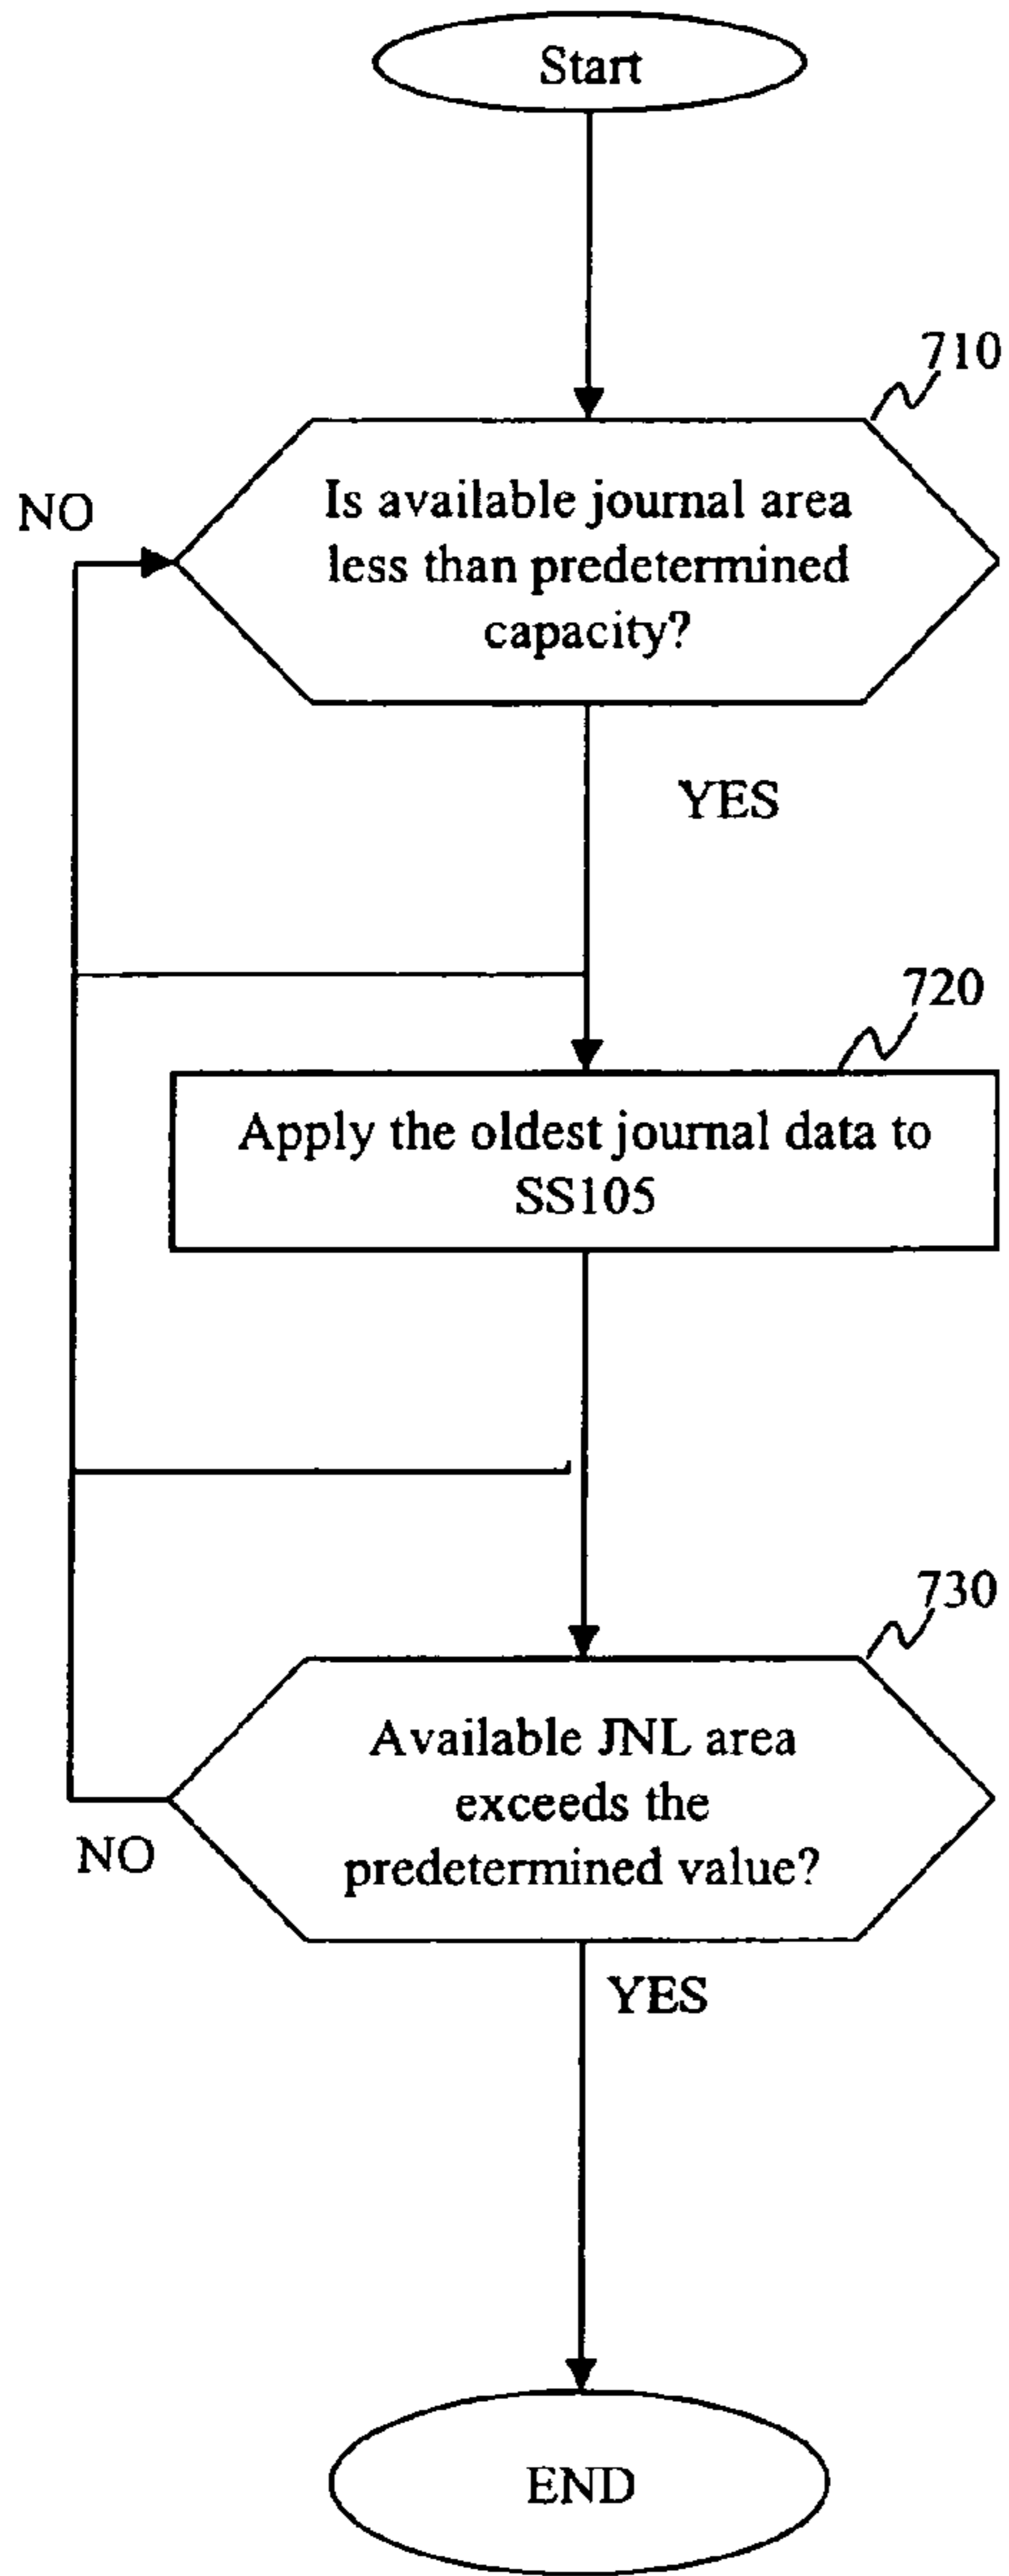 Start
710
NO
Is available journal area
less than predetermined
capacity?
YES
720
Apply the oldest journal data to
SS105
730
Available JNL area
exceeds the
predetermined value?
NO
YES
END